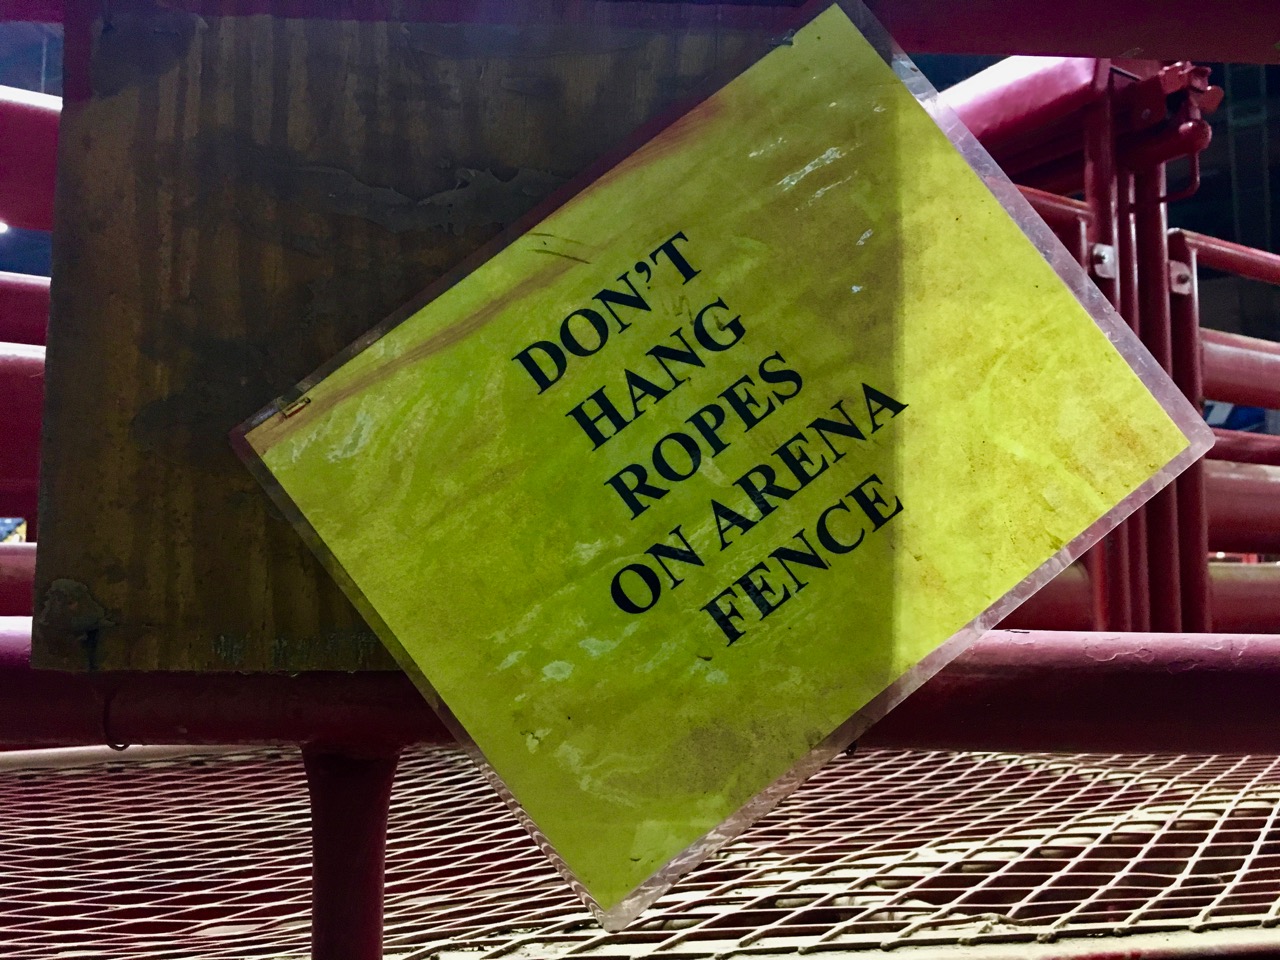 DON'T
HANG
ROPES
ON ARENA
FENCE